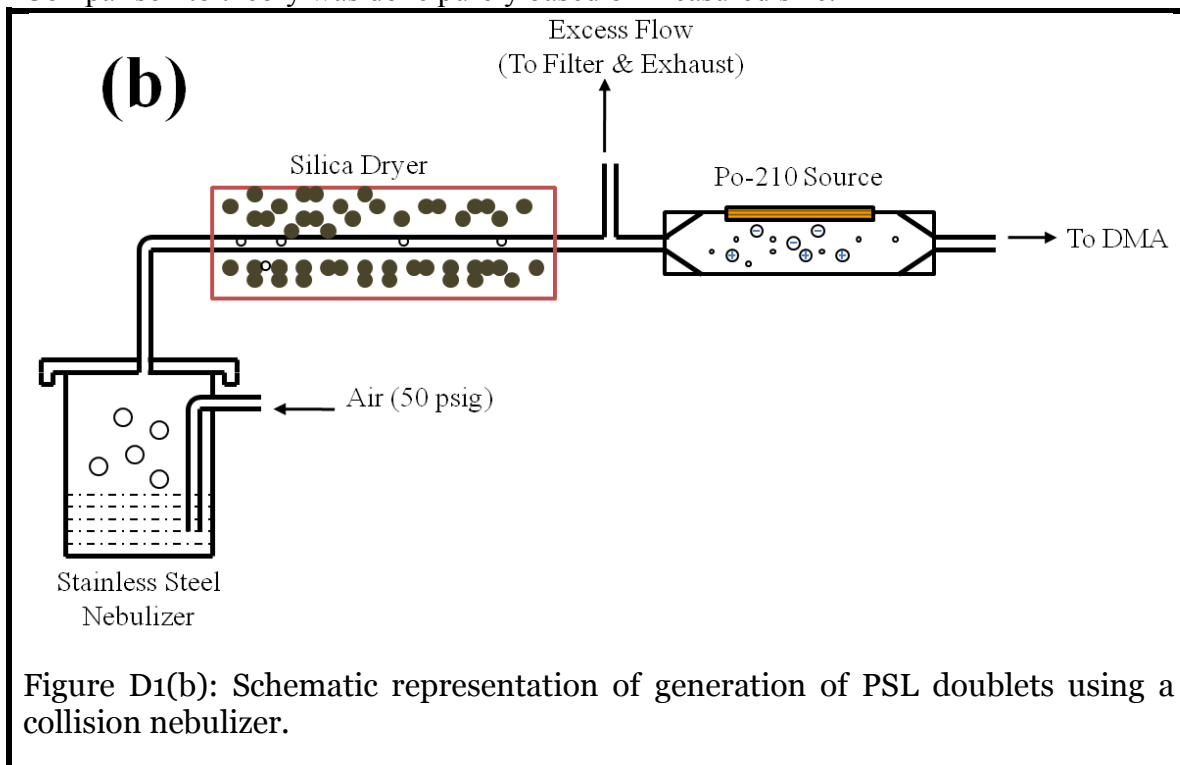 Excess Flow
(To Filter & Exhaust)
(b)
Silica Dryer
Po-210 Source
To DMA
Air (50 psig)
Stainless Steel
Nebulizer
Figure D1(b): Schematic representation of generation of PSL doublets using a
collision nebulizer.